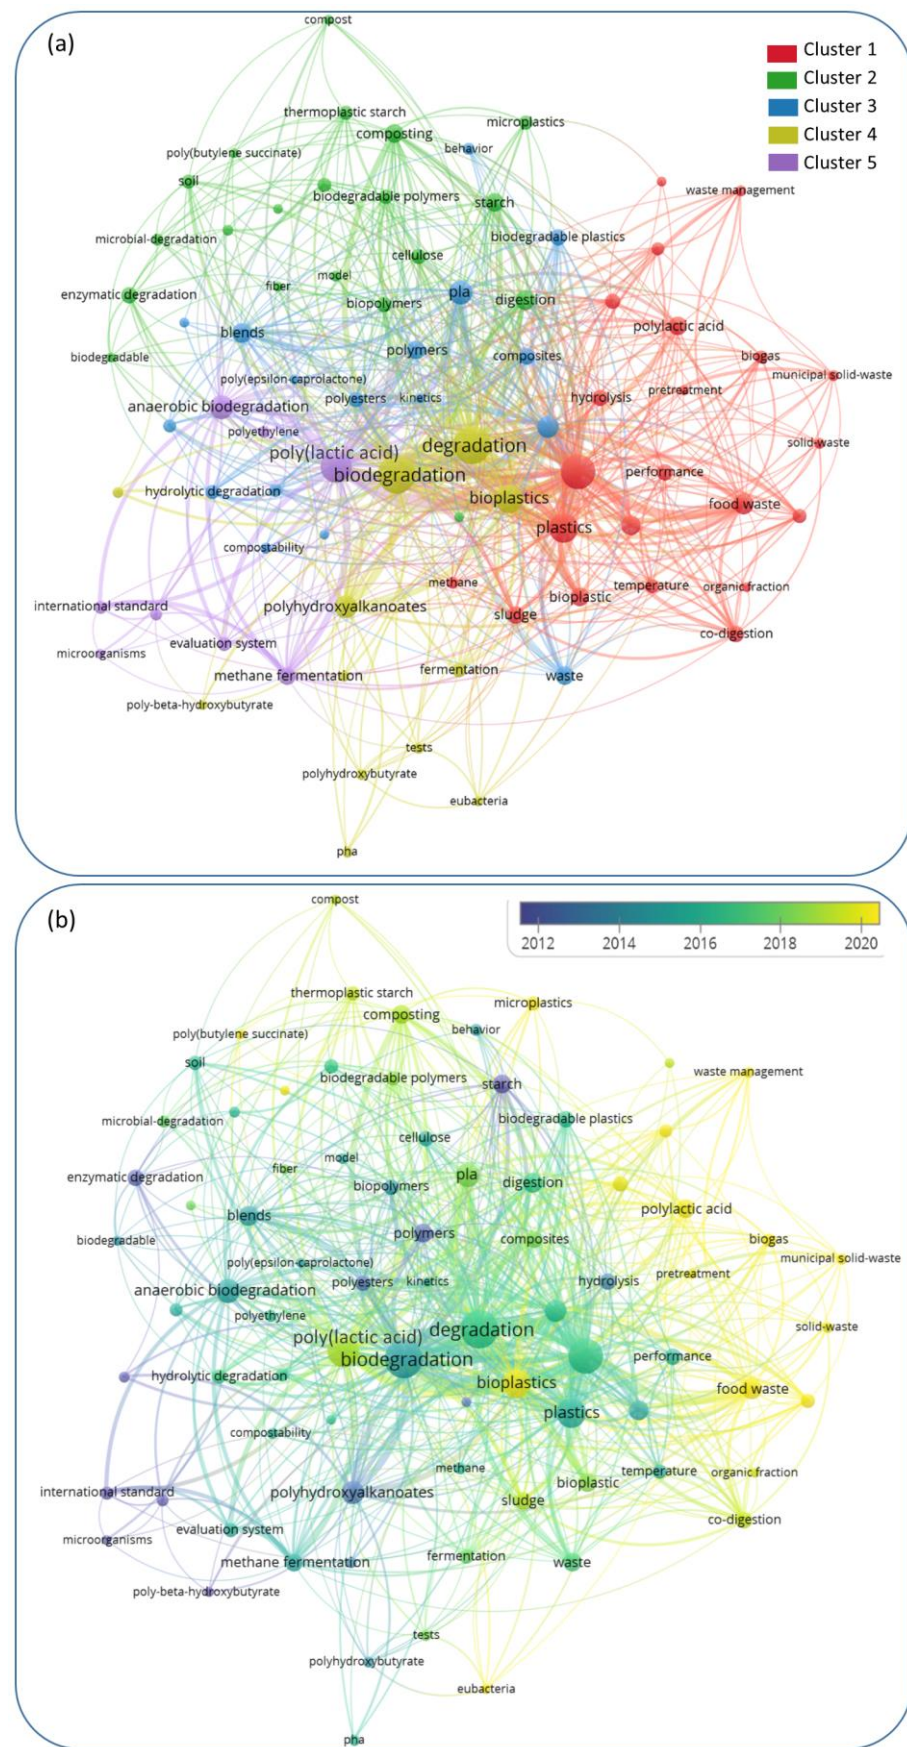 (a)
compost
Cluster 1
Cluster 2
Cluster 3
Cluster 4
Cluster 5
thermoplastic starch
composting
microplastics
behavior
poly(butylene succinate)
soil
biodegradable polymers
starch
waste management
microbial-degradation
biodegradable plastics
cellulose
model
fiber
enzymatic degradation
biopolymers
pla
digestion
blends
polylactic acid
biodegradable
polymers
composites
biogas
municipal solid-waste
poly(epsilon-caprolactone)
polyesters
kinetics
hydrolysis
pretreatment
anaerobic biodegradation
polyethylene
poly(lactic acid)
degradation
solid-waste
biodegradation
performance
hydrolytic degradation
bioplastics
food waste
plastics
compostability
methane
temperature
organic fraction
international standard
polyhydroxyalkanoates
sludge
bioplastic
co-digestion
evaluation system
microorganisms
methane fermentation
fermentation
waste
poly-beta-hydroxybutyrate
tests
polyhydroxybutyrate
eubacteria
pha
(b)
compost
2012 2014 2016 2018 2020
thermoplastic starch
microplastics
composting
poly(butylene succinate)
behavior
soil
biodegradable polymers
starch
waste management
microbial-degradation
biodegradable plastics
cellulose
model
fiber
enzymatic degradation
biopolymers
pla
digestion
blends
polylactic acid
biodegradable
polymers
composites
biogas
municipal solid-waste
poly(epsilon-caprolactone)
polyesters
kinetics
hydrolysis
pretreatment
anaerobic biodegradation
polyethylene
poly(lactic acid)
degradation
solid-waste
biodegradation
performance
hydrolytic degradation
bioplastics
food waste
plastics
compostability
methane
temperature
organic fraction
international standard
polyhydroxyalkanoates
sludge
bioplastic
co-digestion
evaluation system
microorganisms
methane fermentation
fermentation
waste
poly-beta-hydroxybutyrate
tests
polyhydroxybutyrate
eubacteria
pha